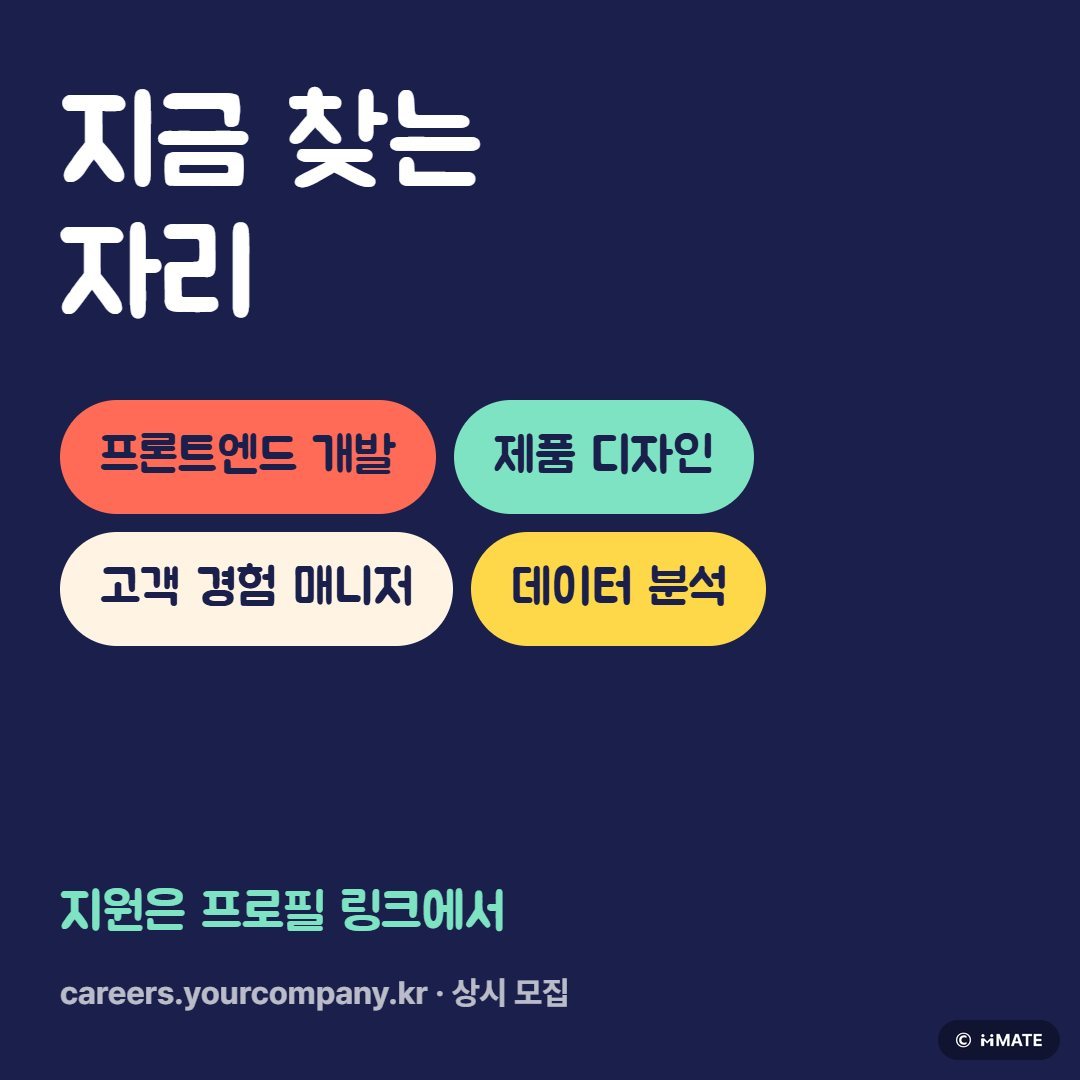 지금 찾는
자리
프론트엔드 개발
제품 디자인
고객 경험 매니저
데이터 분석
지원은 프로필 링크에서
careers.yourcompany.kr · 상시 모집
© MMATE